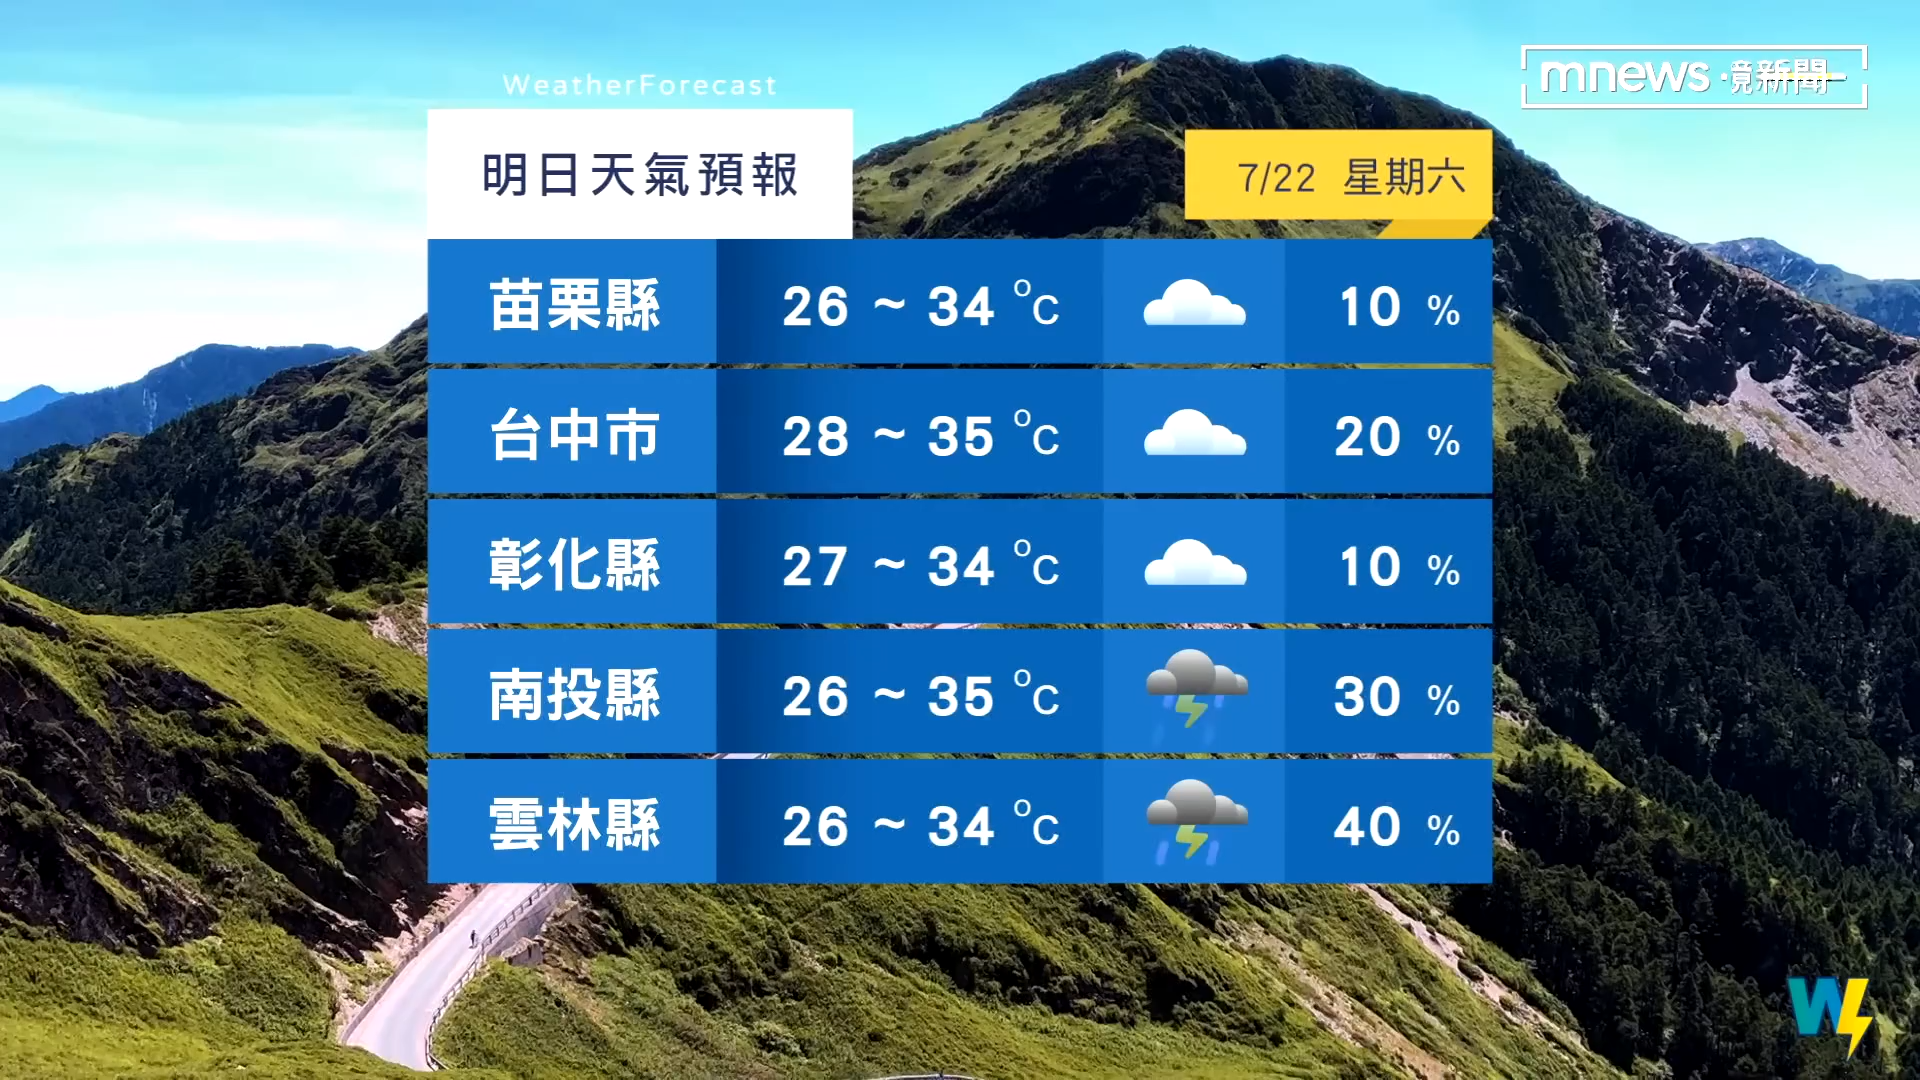 WeatherForecast
mnews·鏡新聞
明日天氣預報
7/22 星期六
苗栗縣 26 ~ 34 °C 10 %
台中市 28 ~ 35 °C 20 %
彰化縣 27 ~ 34 °C 10 %
南投縣 26 ~ 35 °C 30 %
雲林縣 26 ~ 34 °C 40 %
W